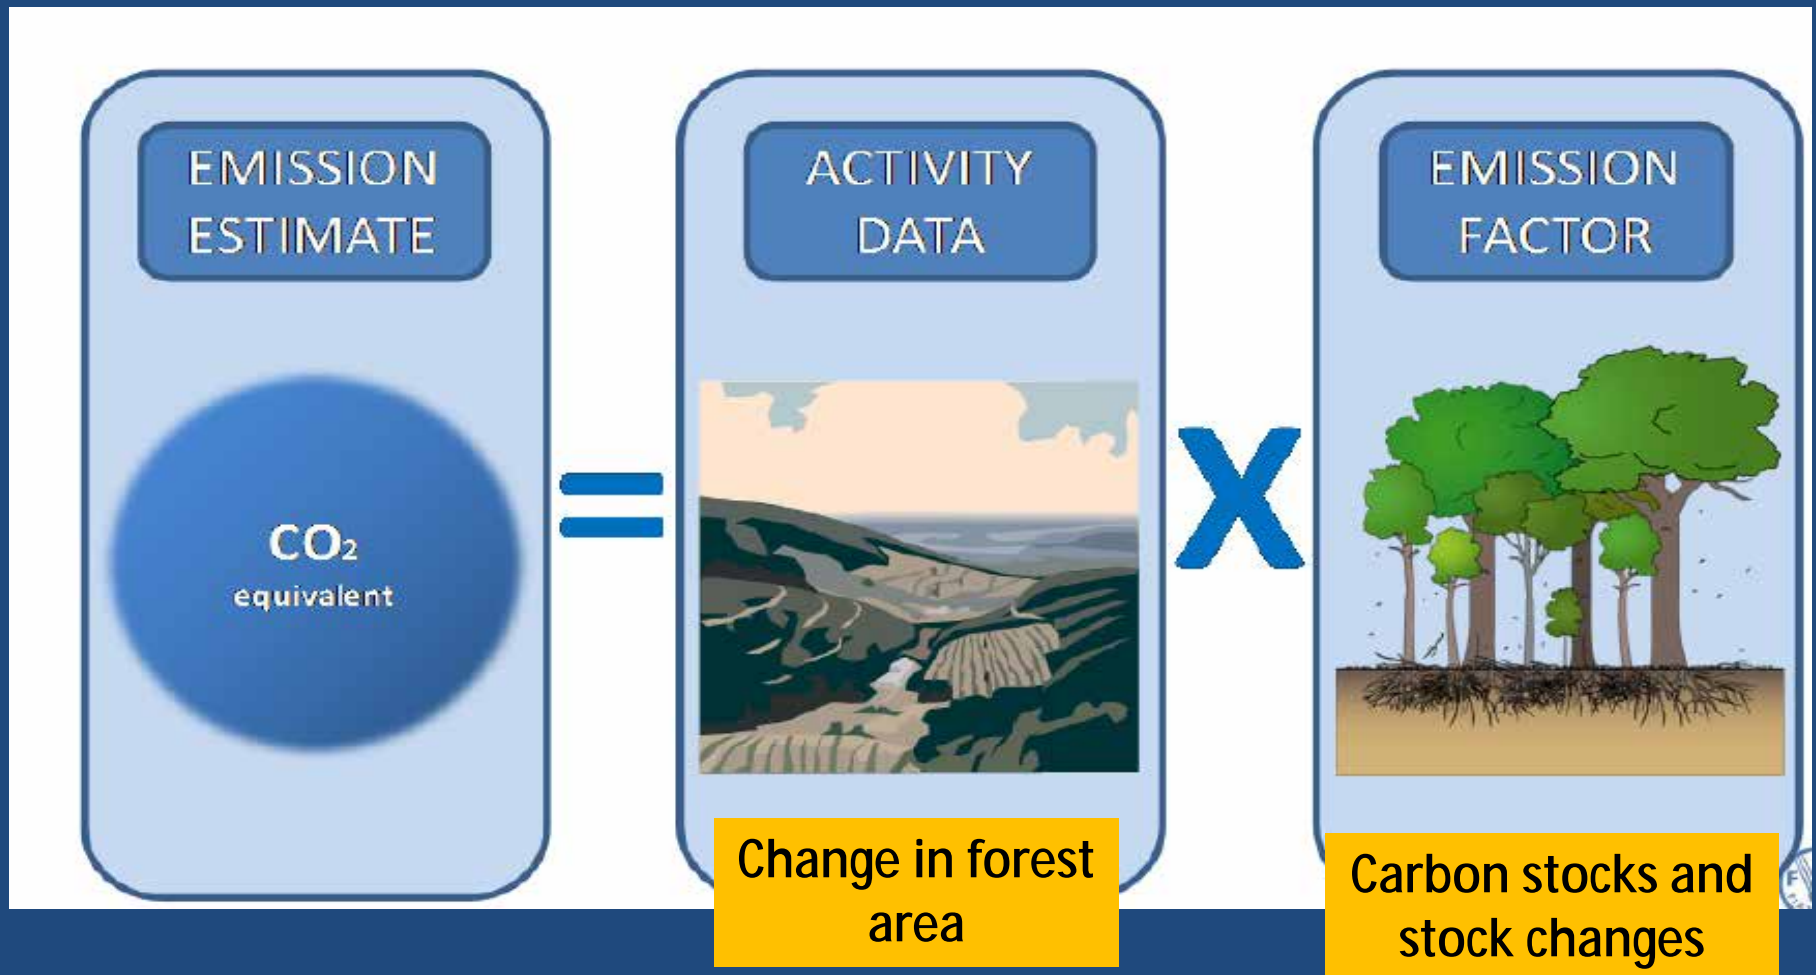 EMISSION
ESTIMATE
CO₂
equivalent
=
ACTIVITY
DATA
Change in forest
area
X
EMISSION
FACTOR
Carbon stocks and
stock changes